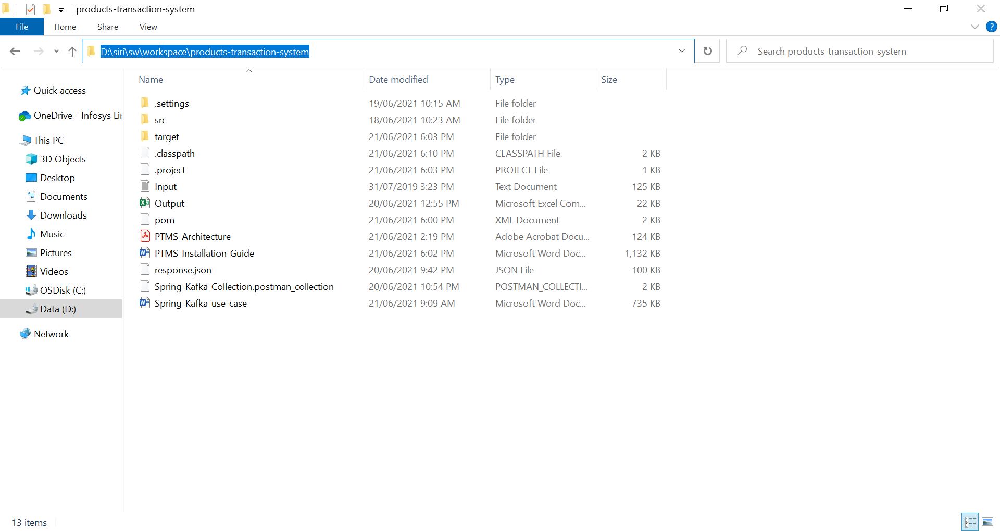 products-transaction-system
File Home Share View
D:\siri\sw\workspace\products-transaction-system
Search products-transaction-system
Name Date modified Type Size
Quick access
OneDrive - Infosys Lir
This PC
3D Objects
Desktop
Documents
Downloads
Music
Pictures
Videos
OSDisk (C:)
Data (D:)
Network
.settings 19/06/2021 10:15 AM File folder
src 18/06/2021 10:23 AM File folder
target 21/06/2021 6:03 PM File folder
.classpath 21/06/2021 6:10 PM CLASSPATH File 2 KB
.project 21/06/2021 6:03 PM PROJECT File 1 KB
Input 31/07/2019 3:23 PM Text Document 125 KB
Output 20/06/2021 12:55 PM Microsoft Excel Com... 22 KB
pom 21/06/2021 6:00 PM XML Document 2 KB
PTMS-Architecture 21/06/2021 2:19 PM Adobe Acrobat Docu... 124 KB
PTMS-Installation-Guide 21/06/2021 6:02 PM Microsoft Word Doc... 1,132 KB
response.json 20/06/2021 9:42 PM JSON File 100 KB
Spring-Kafka-Collection.postman_collection 20/06/2021 10:54 PM POSTMAN_COLLECTI... 2 KB
Spring-Kafka-use-case 21/06/2021 9:09 AM Microsoft Word Doc... 735 KB
13 items